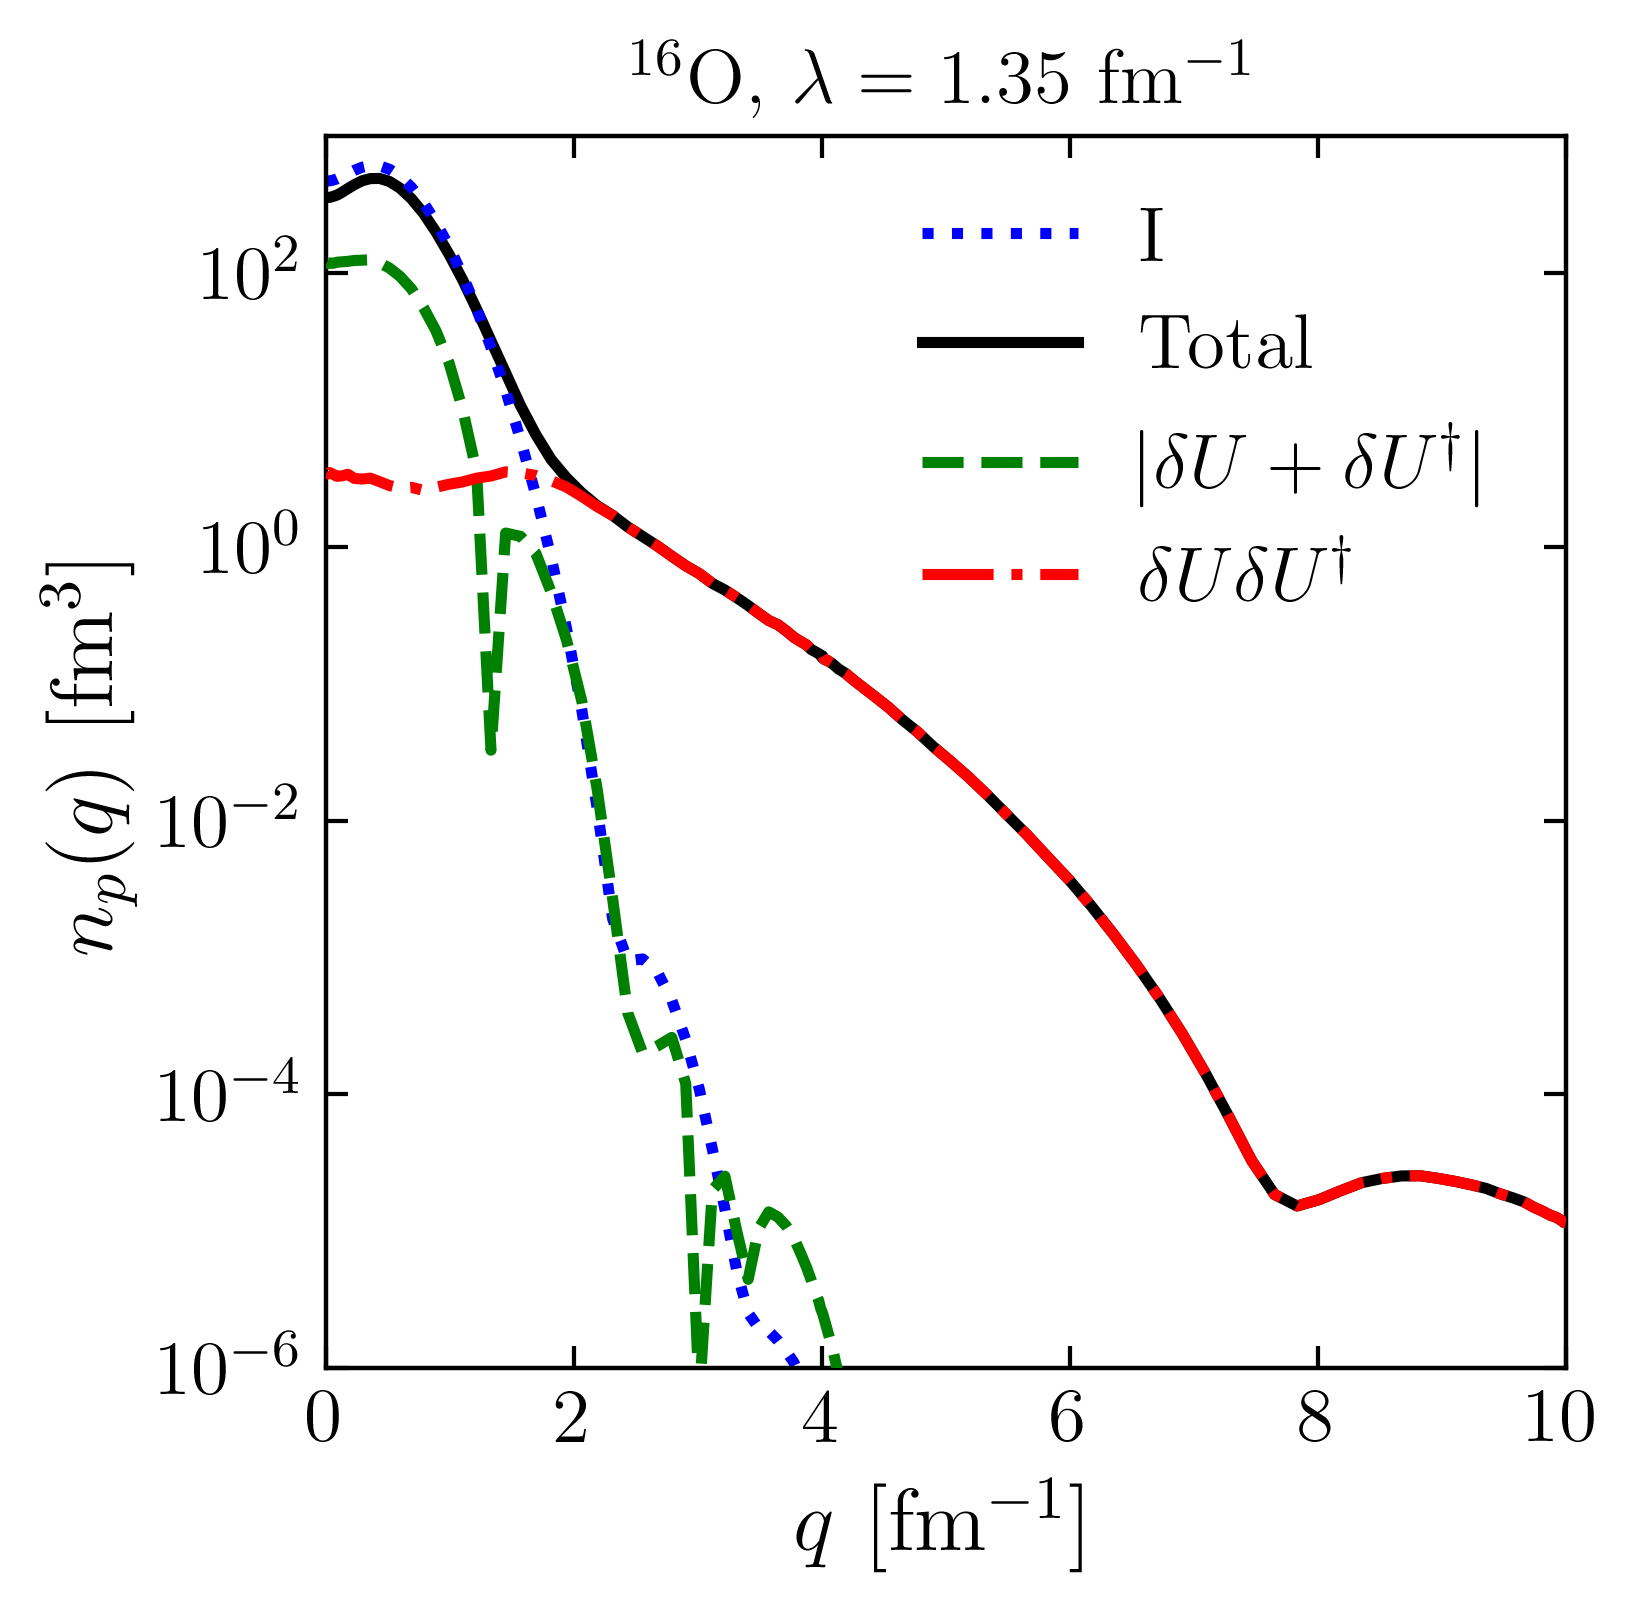 ¹⁶O, λ = 1.35 fm⁻¹
I
Total
|δU + δU†|
δUδU†
n_p(q) [fm³]
10²
10⁰
10⁻²
10⁻⁴
10⁻⁶
0 2 4 6 8 10
q [fm⁻¹]